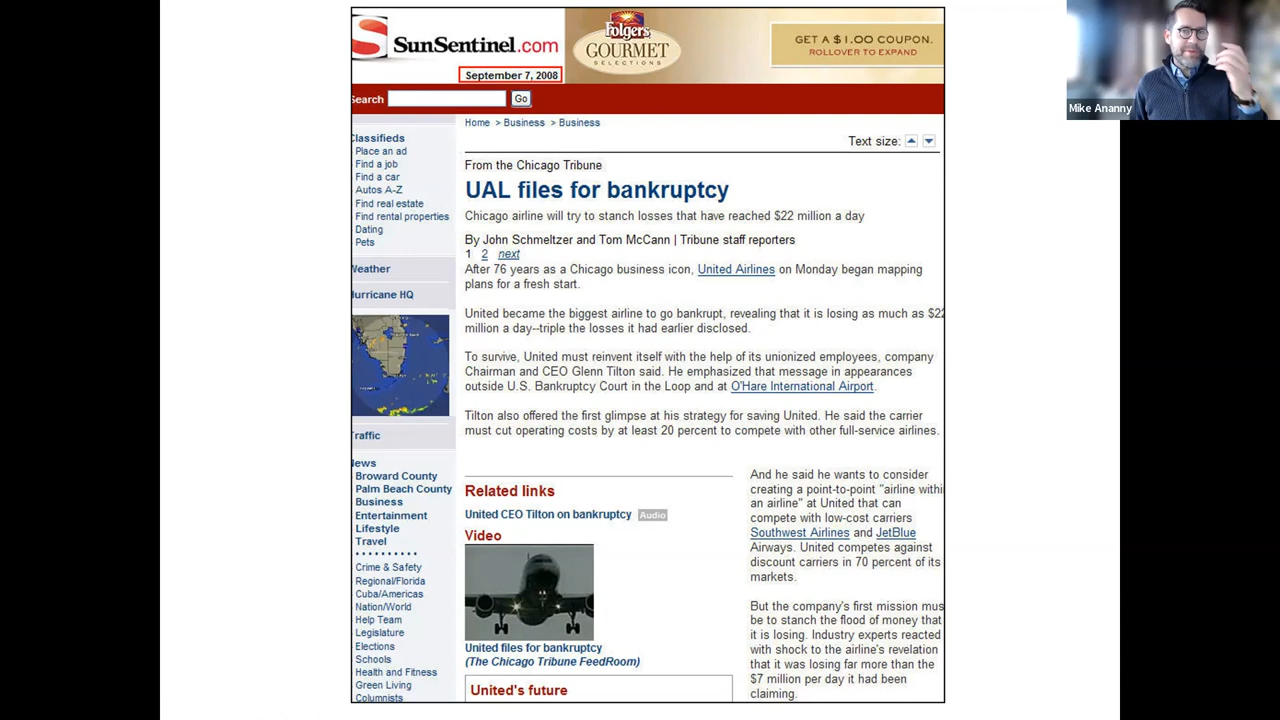 SunSentinel.com
September 7, 2008
Folgers
GOURMET
SELECTIONS
GET A $1.00 COUPON.
ROLLOVER TO EXPAND
Mike Ananny
Search
Go
Home > Business > Business
Text size:
Classifieds
Place an ad
Find a job
Find a car
Autos A-Z
Find real estate
Find rental properties
Dating
Pets
Weather
Hurricane HQ
Traffic
News
Broward County
Palm Beach County
Business
Entertainment
Lifestyle
Travel
Crime & Safety
Regional/Florida
Cuba/Americas
Nation/World
Help Team
Legislature
Elections
Schools
Health and Fitness
Green Living
Columnists
From the Chicago Tribune
UAL files for bankruptcy
Chicago airline will try to stanch losses that have reached $22 million a day
By John Schmeltzer and Tom McCann | Tribune staff reporters
1 2 next
After 76 years as a Chicago business icon, United Airlines on Monday began mapping
plans for a fresh start.
United became the biggest airline to go bankrupt, revealing that it is losing as much as $22
million a day--triple the losses it had earlier disclosed.
To survive, United must reinvent itself with the help of its unionized employees, company
Chairman and CEO Glenn Tilton said. He emphasized that message in appearances
outside U.S. Bankruptcy Court in the Loop and at O'Hare International Airport.
Tilton also offered the first glimpse at his strategy for saving United. He said the carrier
must cut operating costs by at least 20 percent to compete with other full-service airlines.
Related links
United CEO Tilton on bankruptcy Audio
Video
United files for bankruptcy
(The Chicago Tribune FeedRoom)
United's future
And he said he wants to consider
creating a point-to-point "airline withi
an airline" at United that can
compete with low-cost carriers
Southwest Airlines and JetBlue
Airways. United competes against
discount carriers in 70 percent of its
markets.
But the company's first mission mus
be to stanch the flood of money that
it is losing. Industry experts reacted
with shock to the airline's revelation
that it was losing far more than the
$7 million per day it had been
claiming.